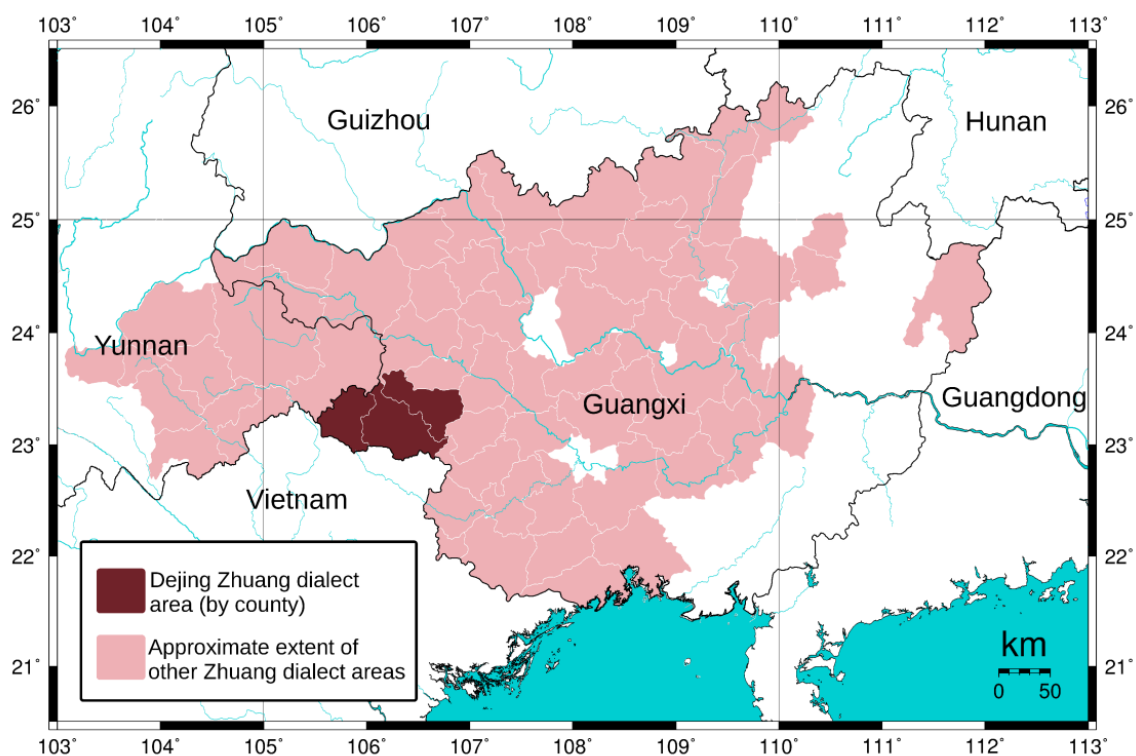 103˚ 104˚ 105˚ 106˚ 107˚ 108˚ 109˚ 110˚ 111˚ 112˚ 113˚
26˚ 26˚
Guizhou
Hunan
25˚ 25˚
24˚ 24˚
Yunnan
Guangxi
Guangdong
23˚ 23˚
Vietnam
22˚ 22˚
Dejing Zhuang dialect
area (by county)
Approximate extent of
other Zhuang dialect areas
km
0 50
21˚ 21˚
103˚ 104˚ 105˚ 106˚ 107˚ 108˚ 109˚ 110˚ 111˚ 112˚ 113˚